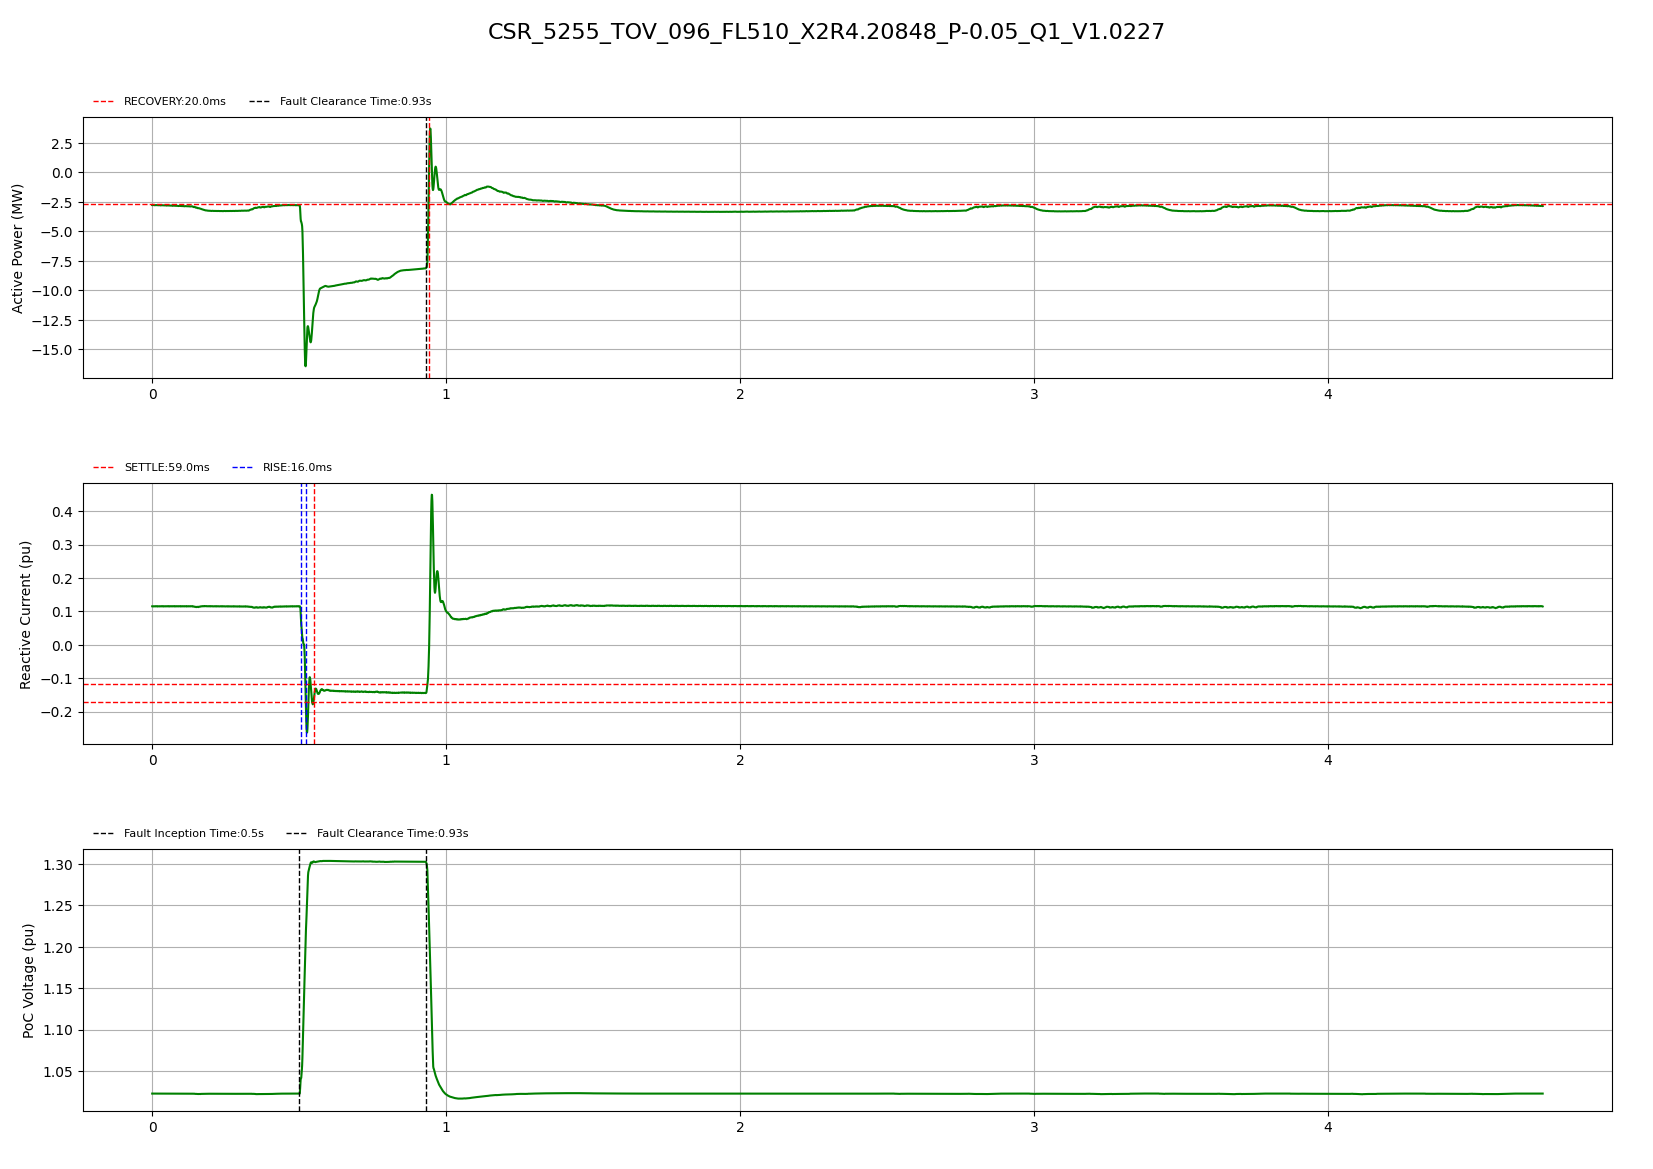 CSR_5255_TOV_096_FL510_X2R4.20848_P-0.05_Q1_V1.0227
RECOVERY:20.0ms Fault Clearance Time:0.93s
Active Power (MW)
2.5
0.0
−2.5
−5.0
−7.5
−10.0
−12.5
−15.0
0 1 2 3 4
SETTLE:59.0ms RISE:16.0ms
Reactive Current (pu)
0.4
0.3
0.2
0.1
0.0
−0.1
−0.2
0 1 2 3 4
Fault Inception Time:0.5s Fault Clearance Time:0.93s
PoC Voltage (pu)
1.30
1.25
1.20
1.15
1.10
1.05
0 1 2 3 4